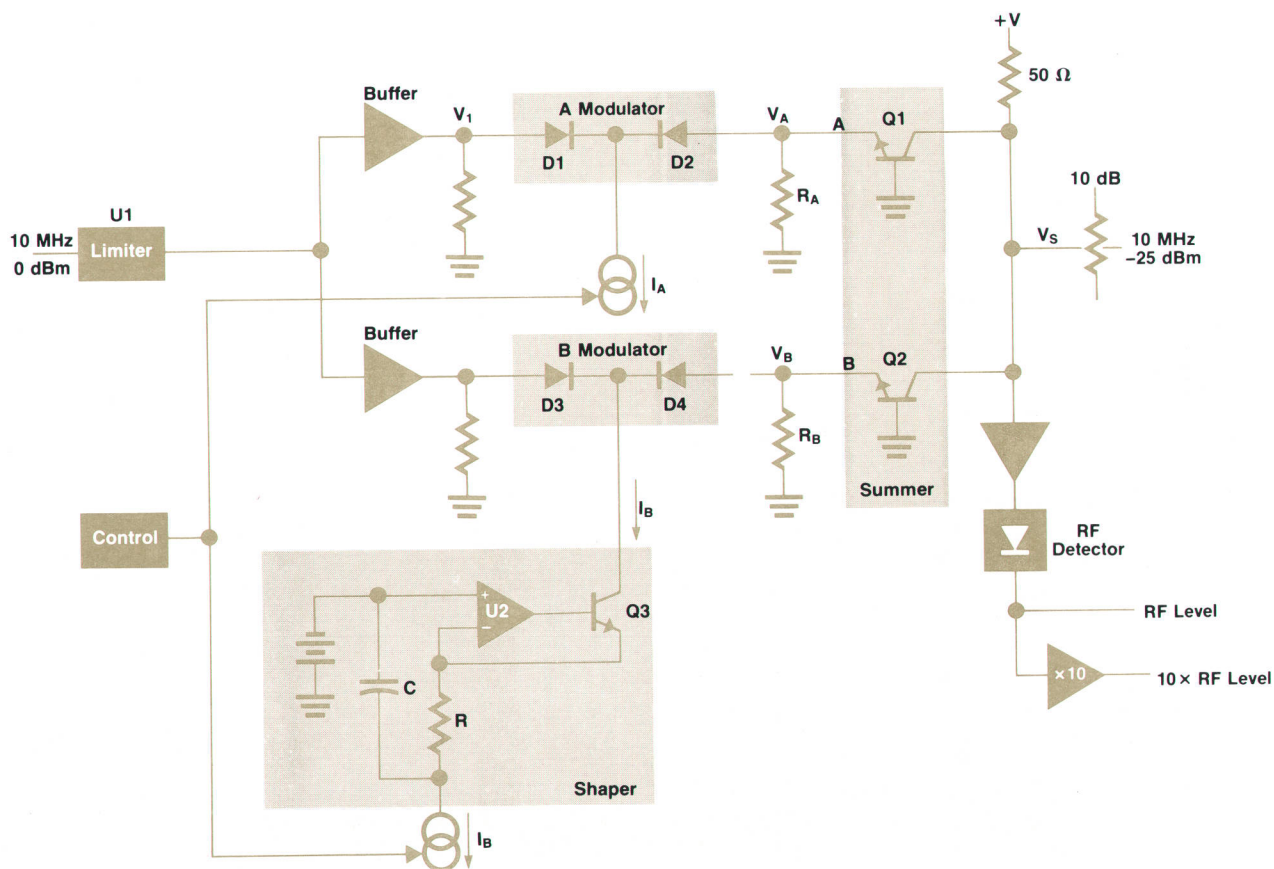 +V
50 Ω
Buffer
A Modulator
V1
D1
D2
VA
A
Q1
RA
10 dB
U1
10 MHz
Limiter
0 dBm
VS
10 MHz
–25 dBm
IA
Buffer
B Modulator
D3
D4
VB
B
Q2
RB
Summer
IB
Control
RF
Detector
+
U2
–
Q3
RF Level
C
R
×10
10× RF Level
Shaper
IB